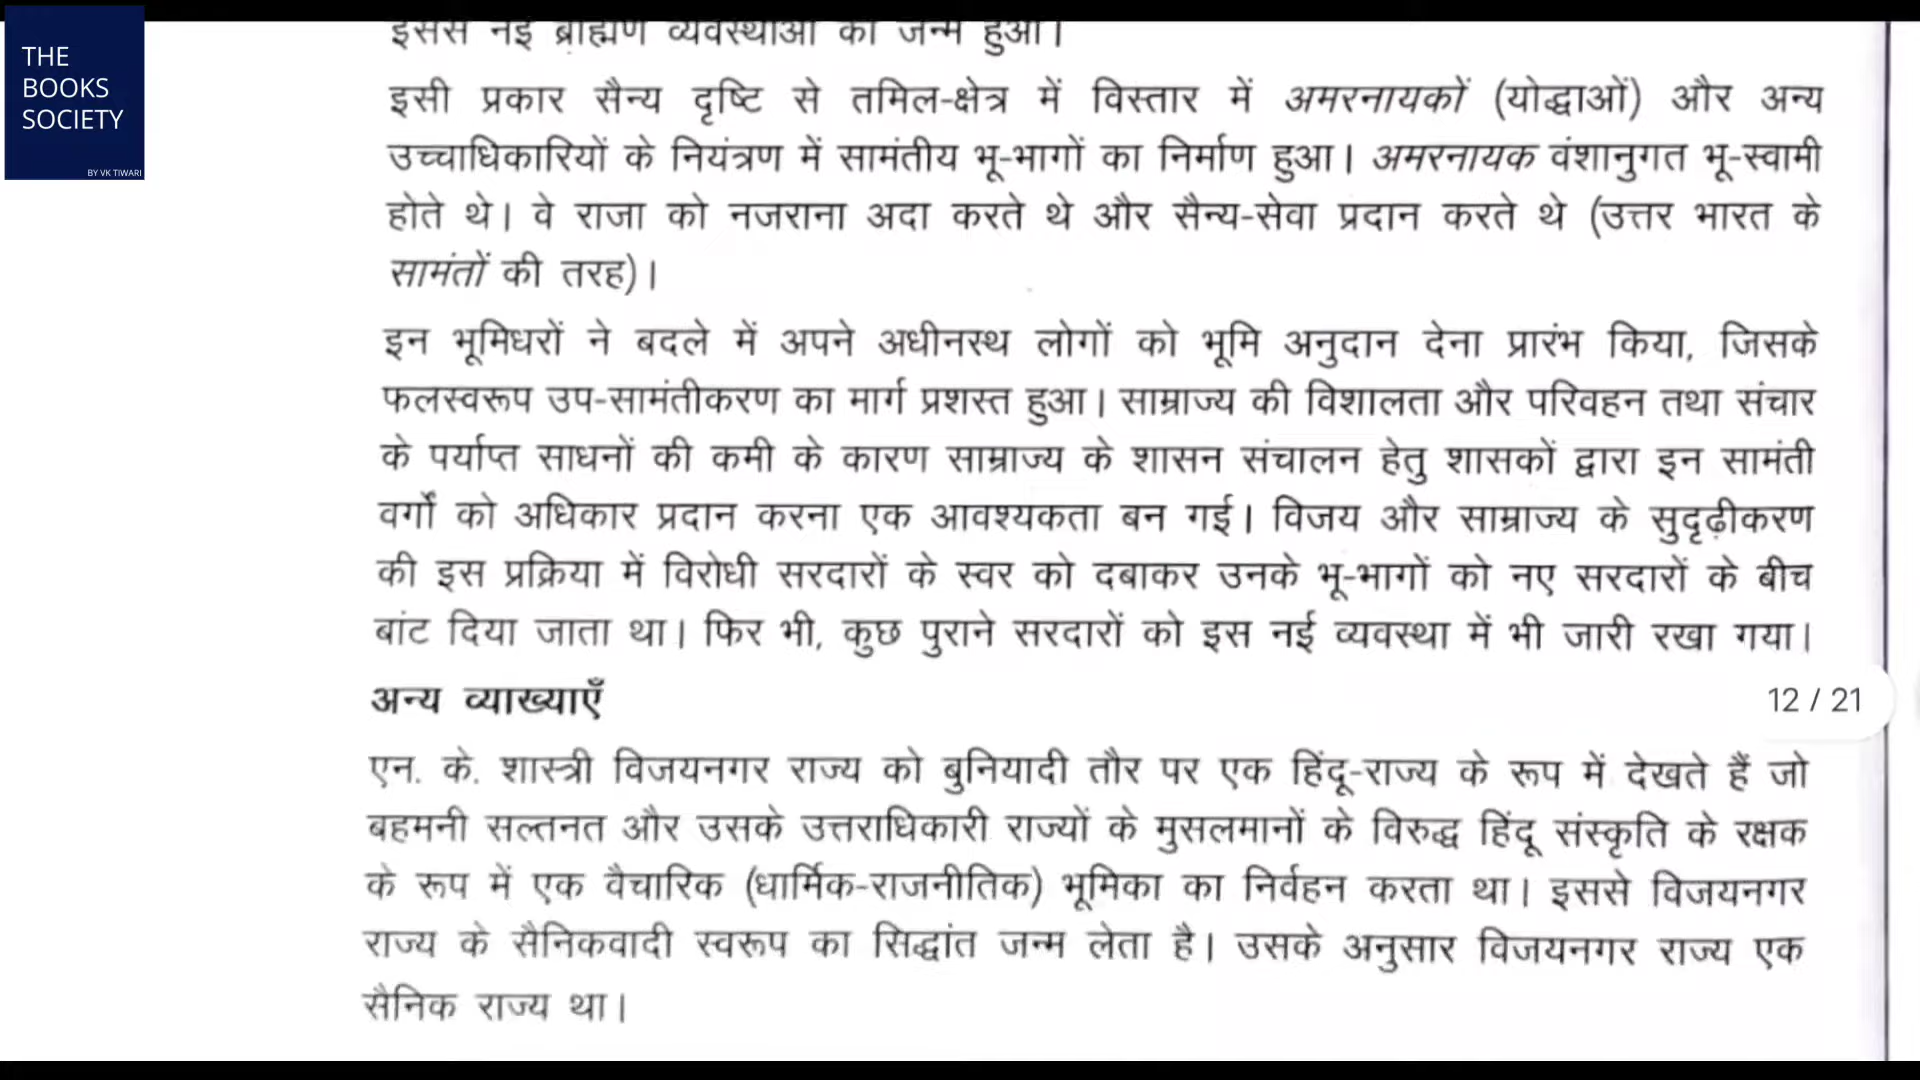 THE
BOOKS
SOCIETY
BY VK TIWARI
इससे नई ब्राह्मण व्यवस्थाओं का जन्म हुआ।
इसी प्रकार सैन्य दृष्टि से तमिल-क्षेत्र में विस्तार में अमरनायकों (योद्धाओं) और अन्य
उच्चाधिकारियों के नियंत्रण में सामंतीय भू-भागों का निर्माण हुआ। अमरनायक वंशानुगत भू-स्वामी
होते थे। वे राजा को नजराना अदा करते थे और सैन्य-सेवा प्रदान करते थे (उत्तर भारत के
सामंतों की तरह)।
इन भूमिधरों ने बदले में अपने अधीनस्थ लोगों को भूमि अनुदान देना प्रारंभ किया, जिसके
फलस्वरूप उप-सामंतीकरण का मार्ग प्रशस्त हुआ। साम्राज्य की विशालता और परिवहन तथा संचार
के पर्याप्त साधनों की कमी के कारण साम्राज्य के शासन संचालन हेतु शासकों द्वारा इन सामंती
वर्गों को अधिकार प्रदान करना एक आवश्यकता बन गई। विजय और साम्राज्य के सुदृढ़ीकरण
की इस प्रक्रिया में विरोधी सरदारों के स्वर को दबाकर उनके भू-भागों को नए सरदारों के बीच
बांट दिया जाता था। फिर भी, कुछ पुराने सरदारों को इस नई व्यवस्था में भी जारी रखा गया।
अन्य व्याख्याएँ
12 / 21
एन. के. शास्त्री विजयनगर राज्य को बुनियादी तौर पर एक हिंदू-राज्य के रूप में देखते हैं जो
बहमनी सल्तनत और उसके उत्तराधिकारी राज्यों के मुसलमानों के विरुद्ध हिंदू संस्कृति के रक्षक
के रूप में एक वैचारिक (धार्मिक-राजनीतिक) भूमिका का निर्वहन करता था। इससे विजयनगर
राज्य के सैनिकवादी स्वरूप का सिद्धांत जन्म लेता है। उसके अनुसार विजयनगर राज्य एक
सैनिक राज्य था।